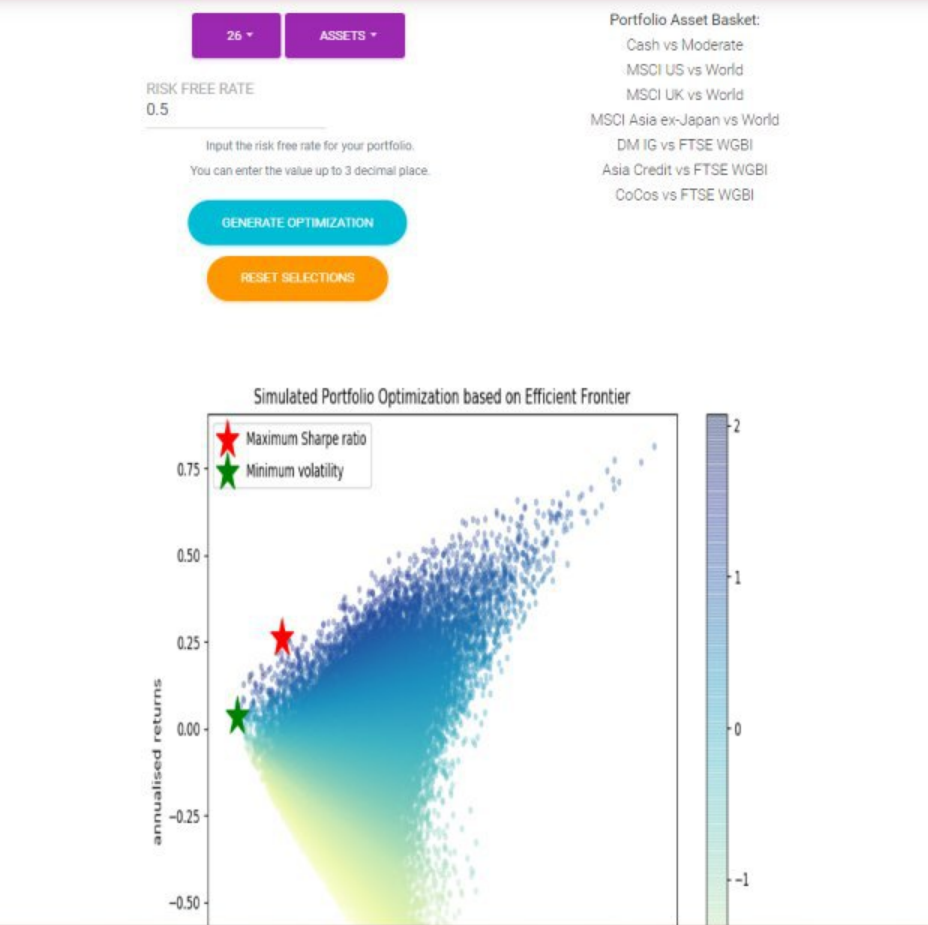 26 ASSETS
RISK FREE RATE
0.5
Input the risk free rate for your portfolio.
You can enter the value up to 3 decimal place.
GENERATE OPTIMIZATION
RESET SELECTIONS
Portfolio Asset Basket:
Cash vs Moderate
MSCI US vs World
MSCI UK vs World
MSCI Asia ex-Japan vs World
DM IG vs FTSE WGBI
Asia Credit vs FTSE WGBI
CoCos vs FTSE WGBI
Simulated Portfolio Optimization based on Efficient Frontier
Maximum Sharpe ratio
Minimum volatility
annualised returns
0.75
0.50
0.25
0.00
−0.25
−0.50
2
1
0
−1